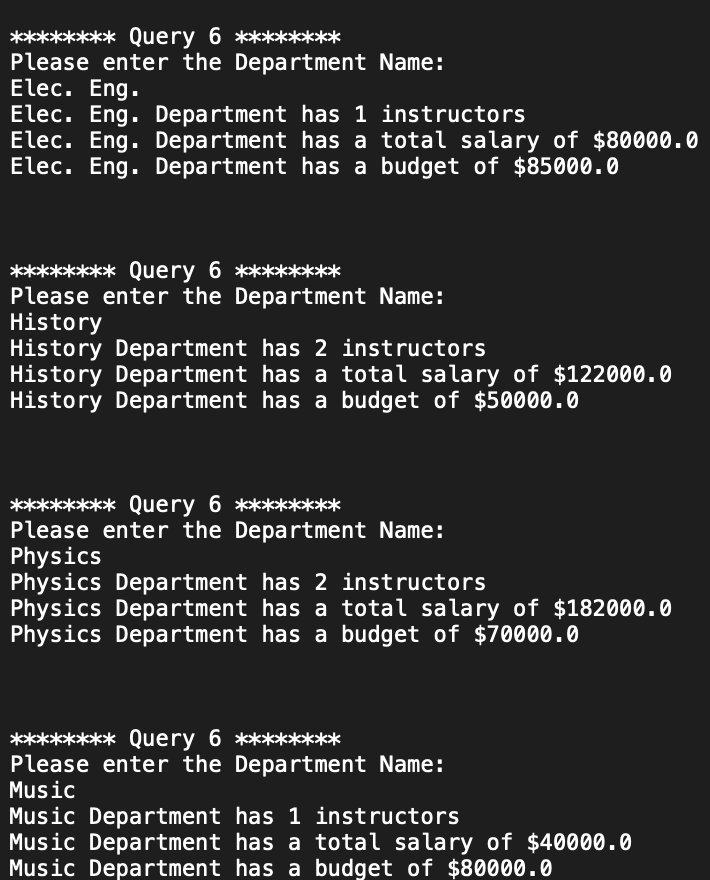 ******** Query 6 ********
Please enter the Department Name:
Elec. Eng.
Elec. Eng. Department has 1 instructors
Elec. Eng. Department has a total salary of $80000.0
Elec. Eng. Department has a budget of $85000.0
******** Query 6 ********
Please enter the Department Name:
History
History Department has 2 instructors
History Department has a total salary of $122000.0
History Department has a budget of $50000.0
******** Query 6 ********
Please enter the Department Name:
Physics
Physics Department has 2 instructors
Physics Department has a total salary of $182000.0
Physics Department has a budget of $70000.0
******** Query 6 ********
Please enter the Department Name:
Music
Music Department has 1 instructors
Music Department has a total salary of $40000.0
Music Department has a budget of $80000.0